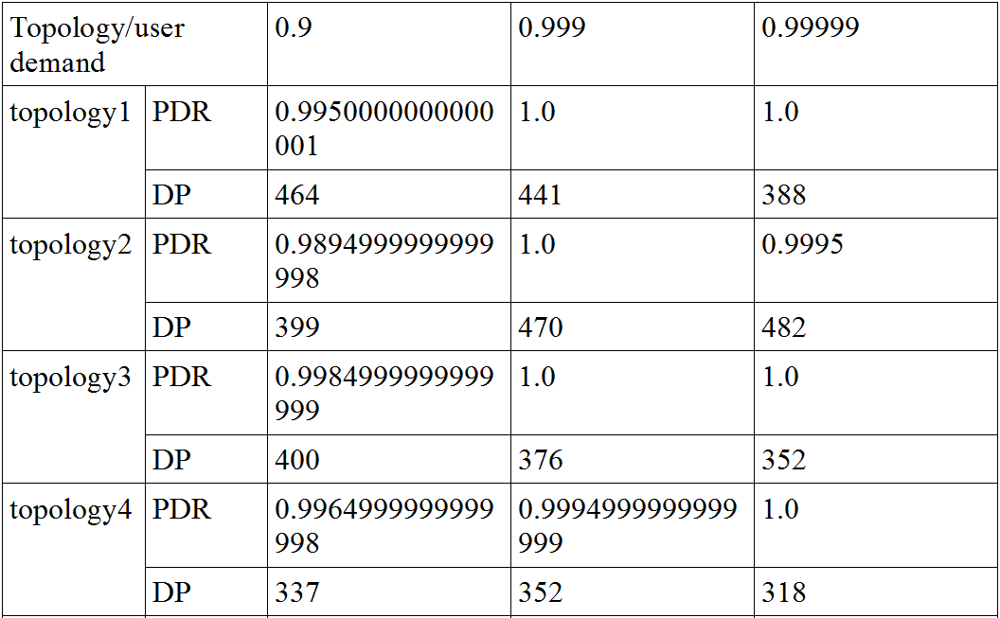 Topology/user demand 0.9 0.999 0.99999
topology1 PDR 0.9950000000000001 1.0 1.0
DP 464 441 388
topology2 PDR 0.9894999999999998 1.0 0.9995
DP 399 470 482
topology3 PDR 0.9984999999999999 1.0 1.0
DP 400 376 352
topology4 PDR 0.9964999999999998 0.9994999999999999 1.0
DP 337 352 318